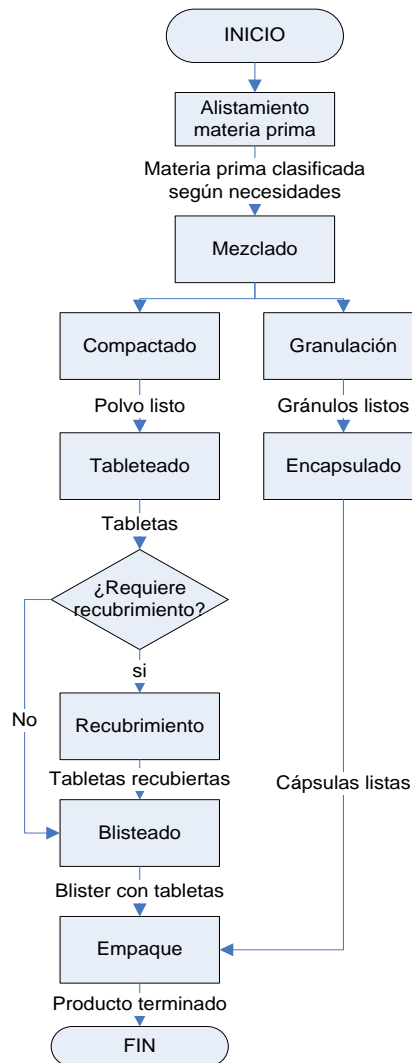 INICIO
Alistamiento
materia prima
Materia prima clasificada
según necesidades
Mezclado
Compactado
Granulación
Polvo listo
Gránulos listos
Tableteado
Encapsulado
Tabletas
¿Requiere
recubrimiento?
si
No
Recubrimiento
Tabletas recubiertas
Cápsulas listas
Blisteado
Blister con tabletas
Empaque
Producto terminado
FIN